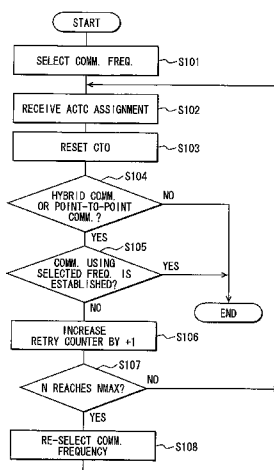 START
SELECT COMM. FREQ.
S101
RECEIVE ACTC ASSIGNMENT
S102
RESET CTO
S103
S104
HYBRID COMM.
OR POINT-TO-POINT
COMM.?
NO
YES
S105
COMM. USING
SELECTED FREQ. IS
ESTABLISHED?
YES
NO
END
INCREASE
RETRY COUNTER BY +1
S106
S107
N REACHES NMAX?
NO
YES
RE-SELECT COMM.
FREQUENCY
S108